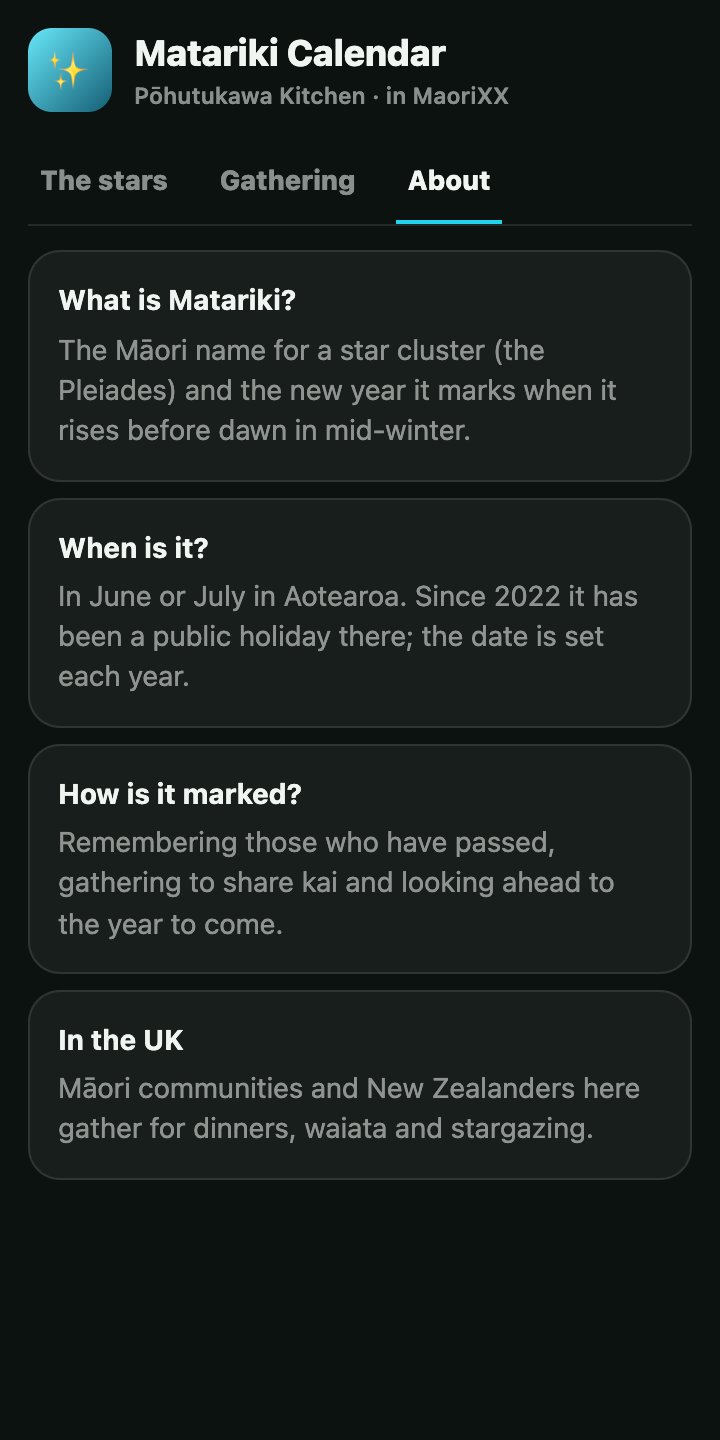 Matariki Calendar
Pōhutukawa Kitchen · in MaoriXX
The stars
Gathering
About
What is Matariki?
The Māori name for a star cluster (the
Pleiades) and the new year it marks when it
rises before dawn in mid-winter.
When is it?
In June or July in Aotearoa. Since 2022 it has
been a public holiday there; the date is set
each year.
How is it marked?
Remembering those who have passed,
gathering to share kai and looking ahead to
the year to come.
In the UK
Māori communities and New Zealanders here
gather for dinners, waiata and stargazing.